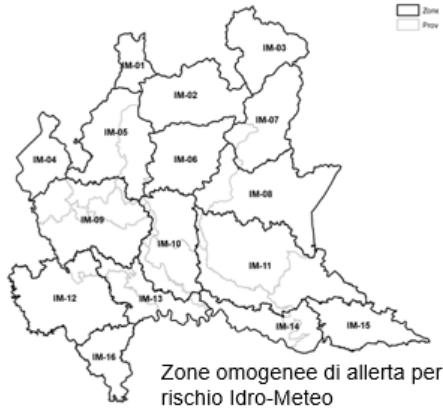 Zone
Prov
IM-01
IM-03
IM-02
IM-07
IM-05
IM-04
IM-06
IM-08
IM-09
IM-10
IM-11
IM-12
IM-13
IM-14
IM-15
IM-16
Zone omogenee di allerta per
rischio Idro-Meteo